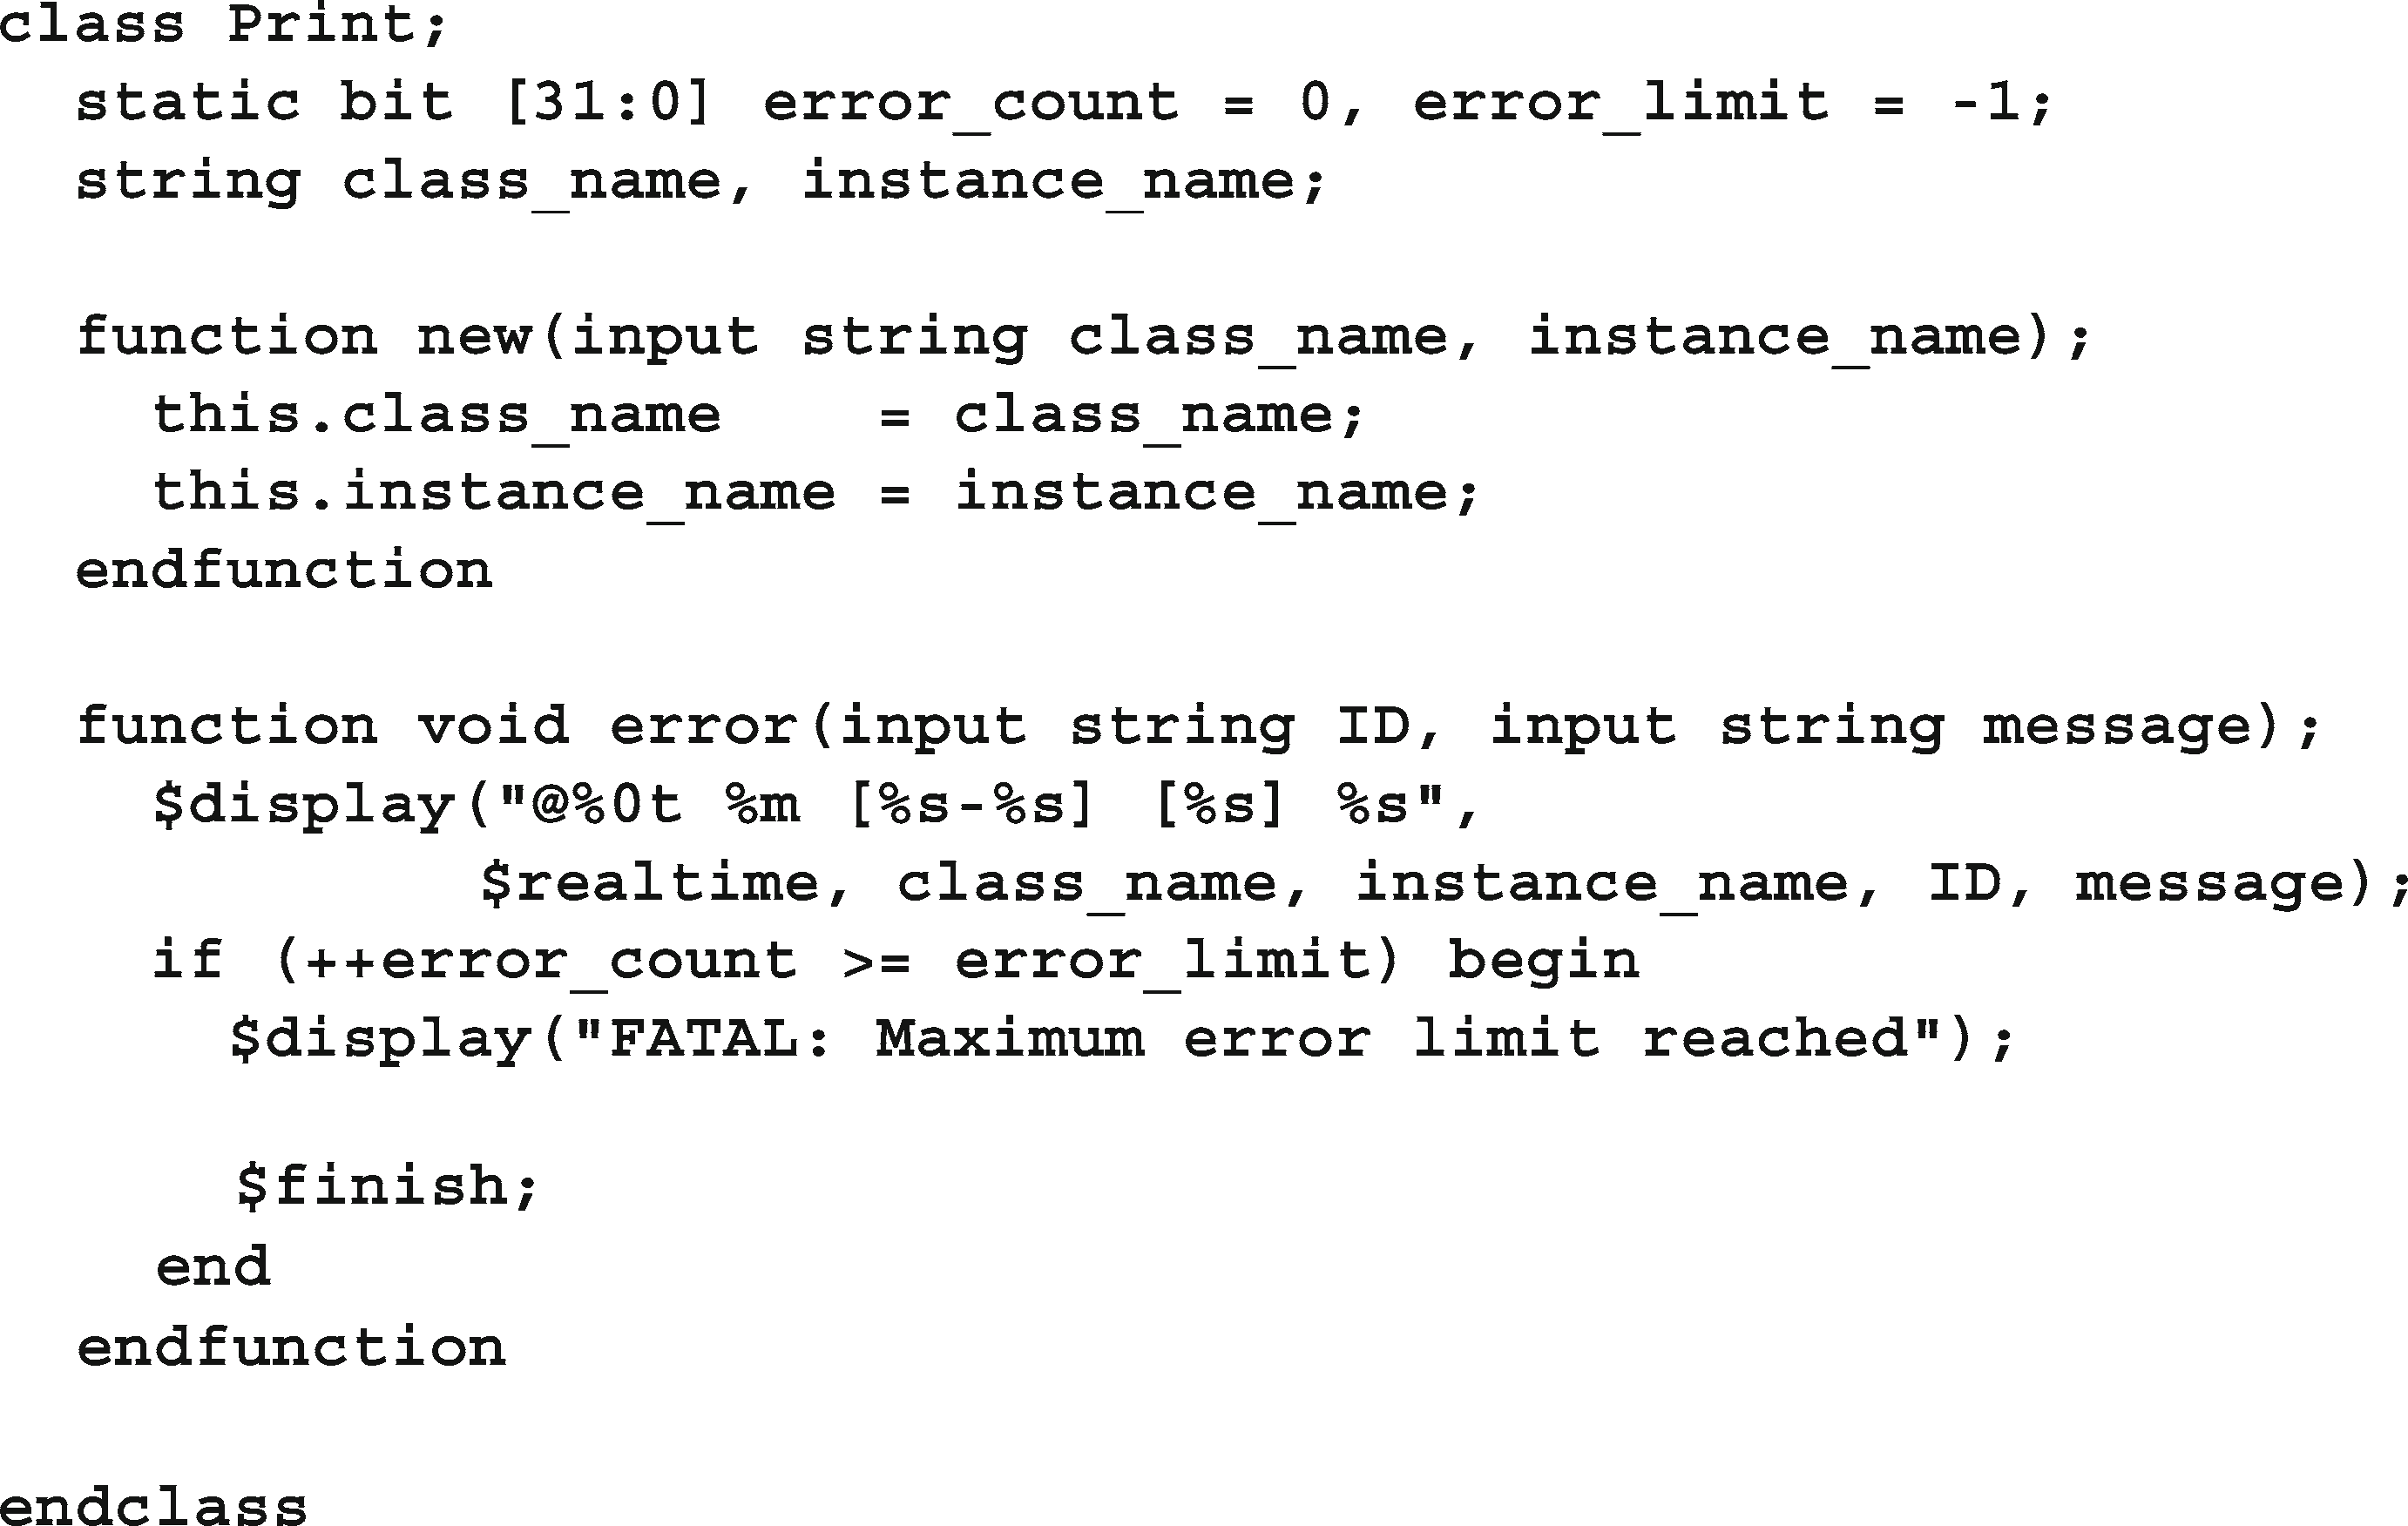 class Print;
  static bit [31:0] error_count = 0, error_limit = -1;
  string class_name, instance_name;

  function new(input string class_name, instance_name);
    this.class_name    = class_name;
    this.instance_name = instance_name;
  endfunction

  function void error(input string ID, input string message);
    $display("@%0t %m [%s-%s] [%s] %s",
             $realtime, class_name, instance_name, ID, message);
    if (++error_count >= error_limit) begin
      $display("FATAL: Maximum error limit reached");

      $finish;
    end
  endfunction

endclass